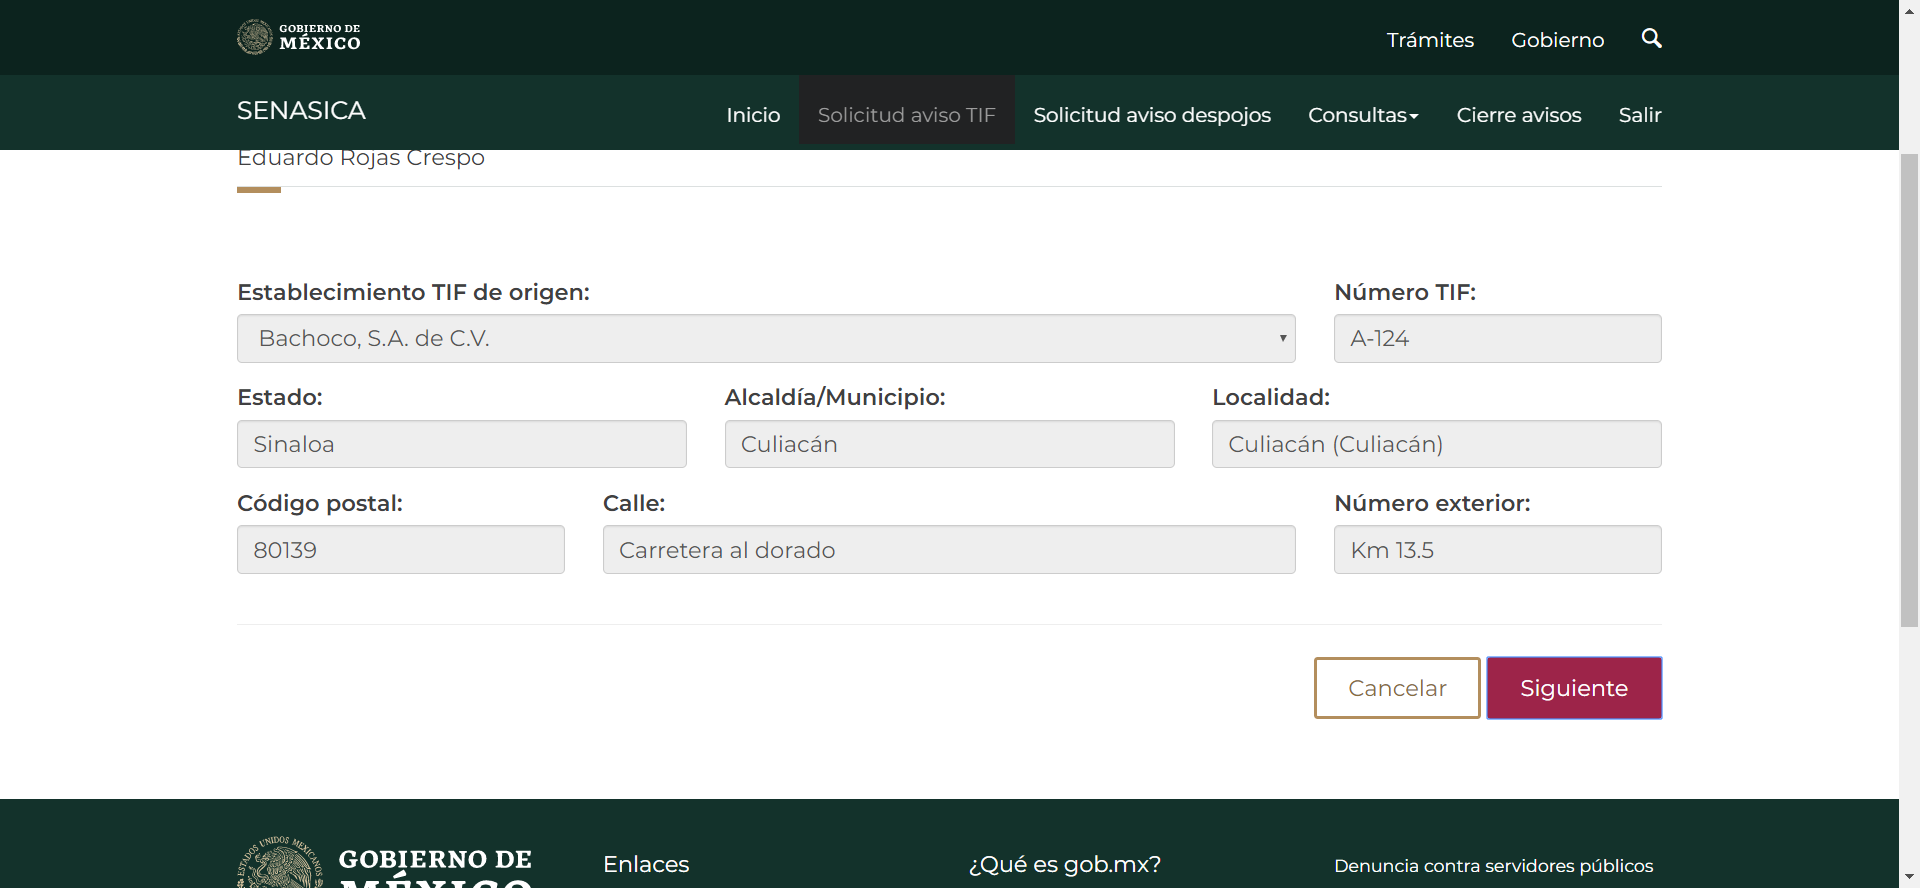 GOBIERNO DE
MÉXICO
Trámites Gobierno
SENASICA
Inicio Solicitud aviso TIF Solicitud aviso despojos Consultas Cierre avisos Salir
Eduardo Rojas Crespo
Establecimiento TIF de origen: Número TIF:
Bachoco, S.A. de C.V. A-124
Estado: Alcaldía/Municipio: Localidad:
Sinaloa Culiacán Culiacán (Culiacán)
Código postal: Calle: Número exterior:
80139 Carretera al dorado Km 13.5
Cancelar Siguiente
ESTADOS UNIDOS MEXICANOS
GOBIERNO DE
MÉXICO
Enlaces ¿Qué es gob.mx? Denuncia contra servidores públicos